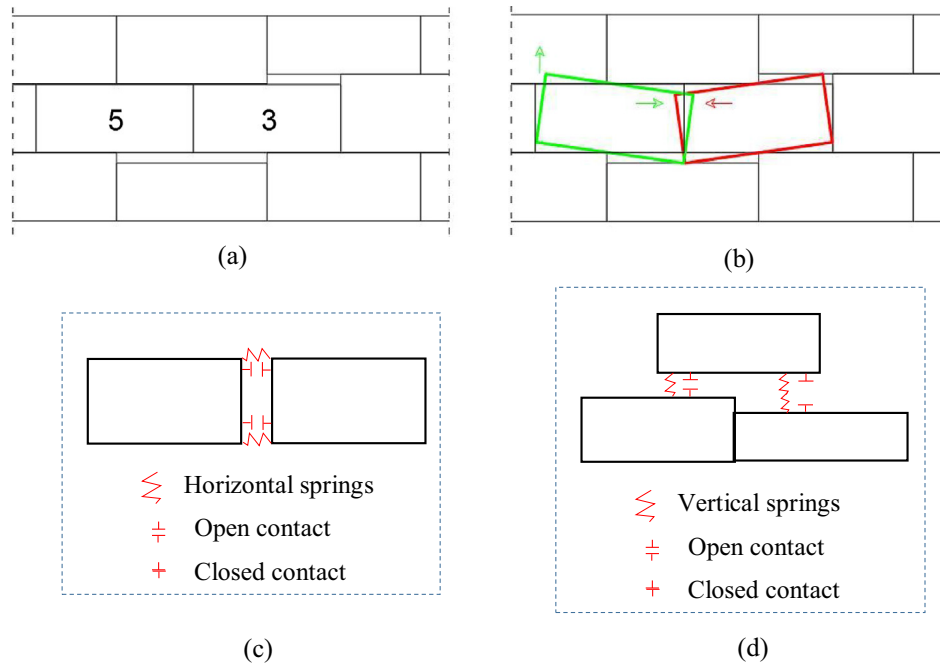 5
3
(a)
(b)
Horizontal springs
Open contact
Closed contact
(c)
Vertical springs
Open contact
Closed contact
(d)